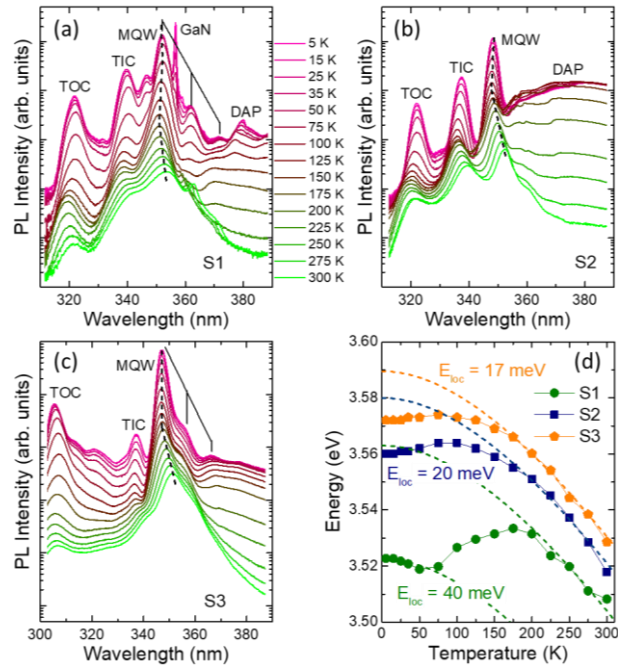 (a)
MQW
GaN
TIC
TOC
DAP
S1
PL Intensity (arb. units)
320
340
360
380
Wavelength (nm)
5 K
15 K
25 K
35 K
50 K
75 K
100 K
125 K
150 K
175 K
200 K
225 K
250 K
275 K
300 K
(b)
MQW
TIC
TOC
DAP
S2
PL Intensity (arb. units)
320
340
360
380
Wavelength (nm)
(c)
MQW
TOC
TIC
S3
PL Intensity (arb. units)
300
320
340
360
380
Wavelength (nm)
(d)
E_loc = 17 meV
S1
S2
S3
E_loc = 20 meV
E_loc = 40 meV
Energy (eV)
3.60
3.58
3.56
3.54
3.52
3.50
0
50
100
150
200
250
300
Temperature (K)